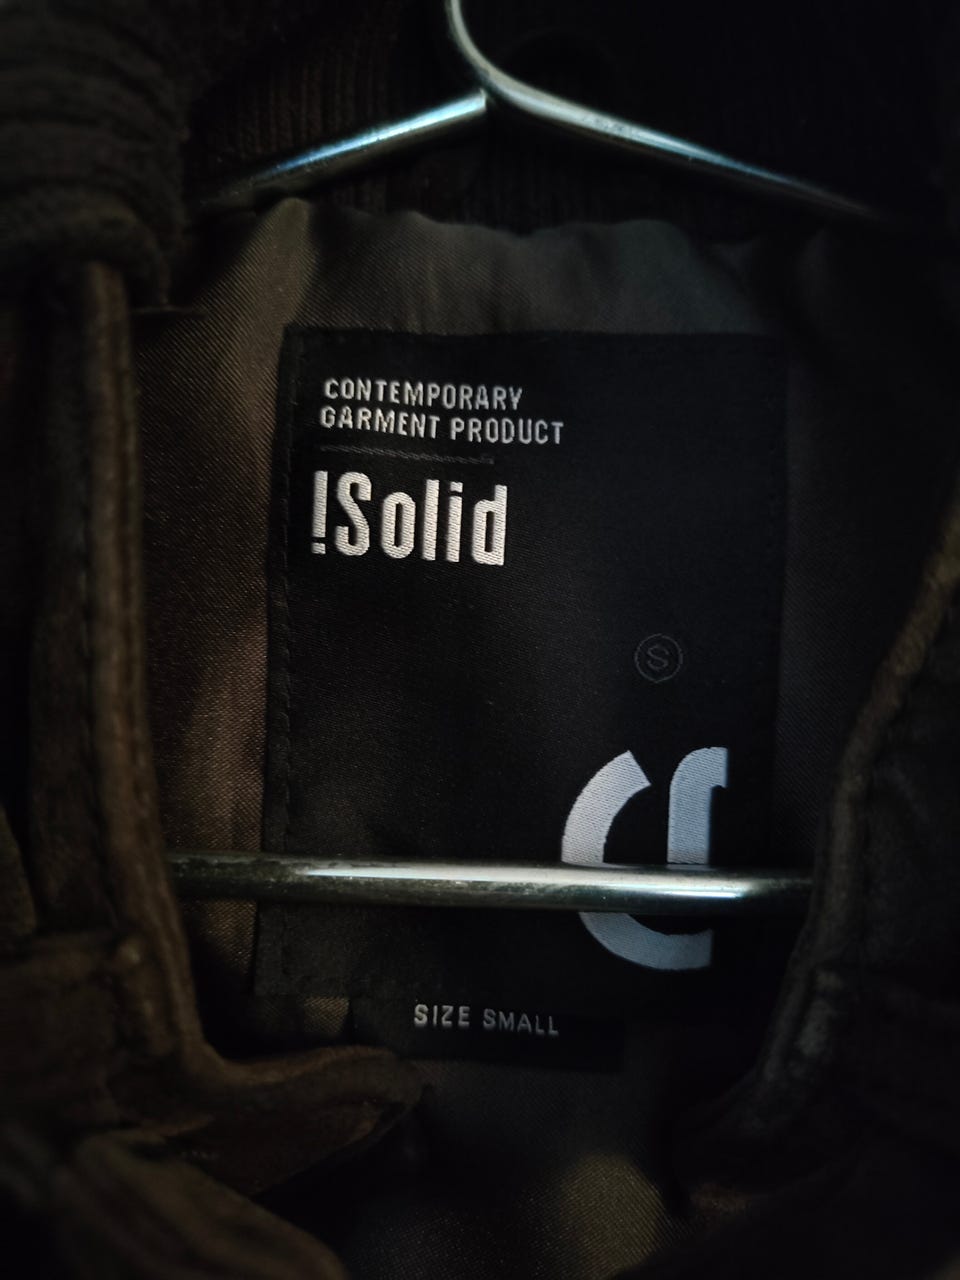 CONTEMPORARY
GARMENT PRODUCT
!Solid
S
SIZE SMALL